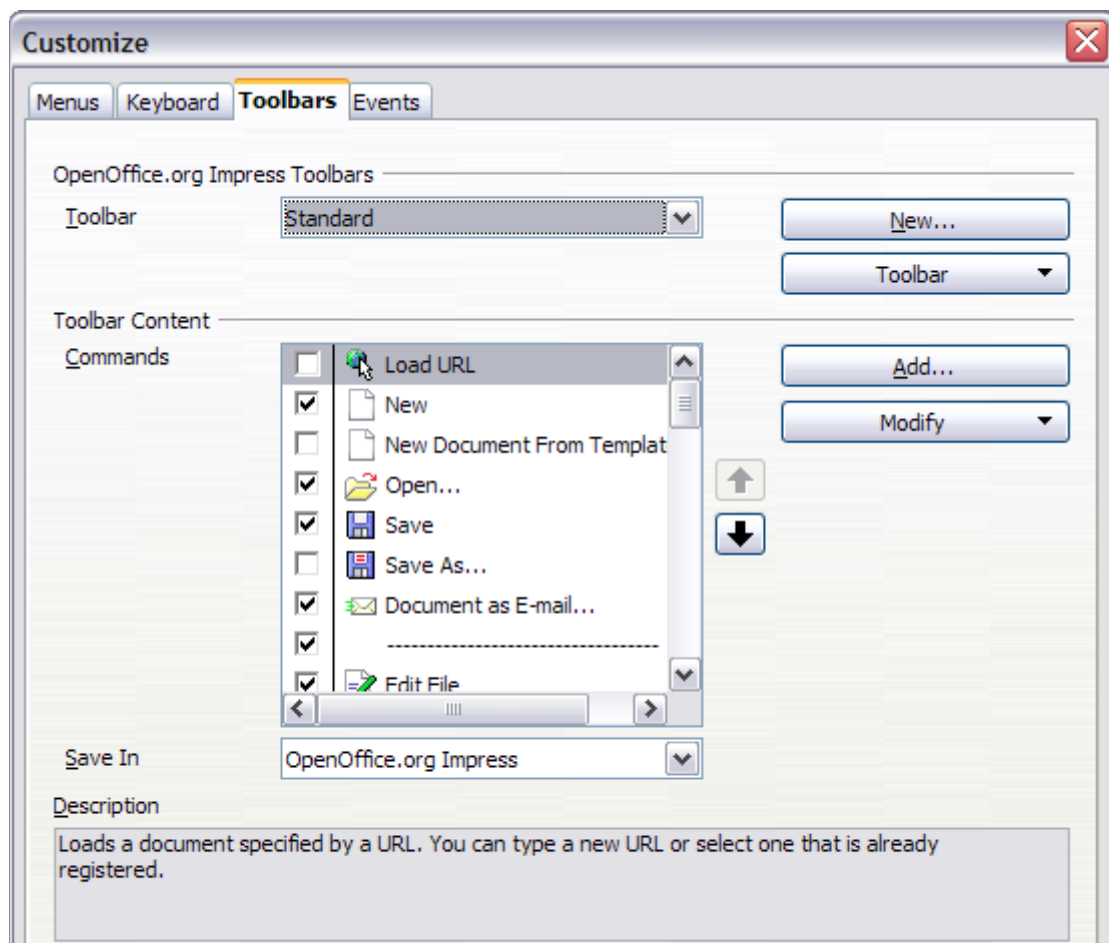 Customize
Menus Keyboard Toolbars Events
OpenOffice.org Impress Toolbars
Toolbar Standard New...
Toolbar
Toolbar Content
Commands Load URL Add...
New
Modify
New Document From Templat
Open...
Save
Save As...
Document as E-mail...
----------------------------------
Edit File
Save In OpenOffice.org Impress
Description
Loads a document specified by a URL. You can type a new URL or select one that is already
registered.